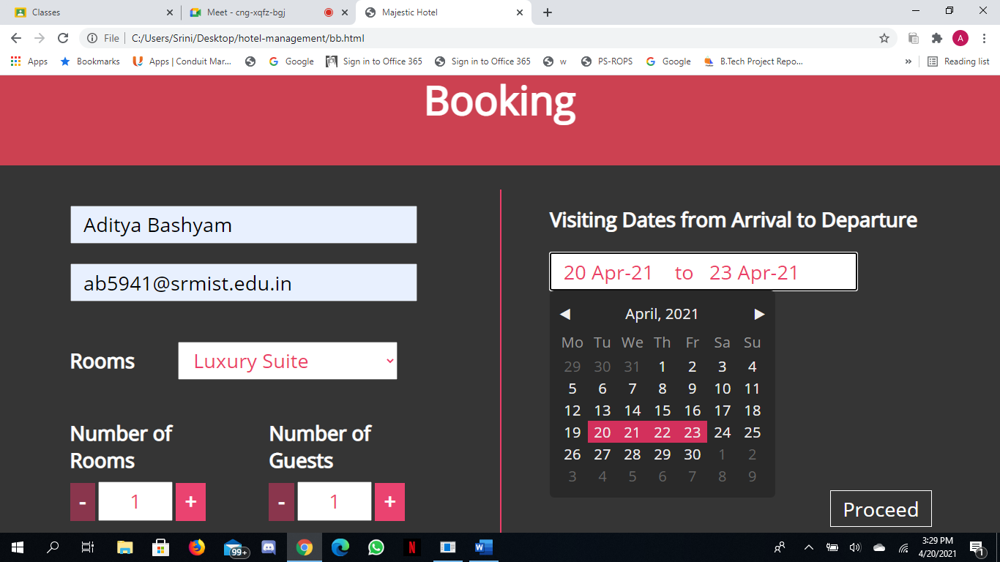 Classes
Meet - cng-xqfz-bgj
Majestic Hotel
File
C:/Users/Srini/Desktop/hotel-management/bb.html
A
Apps
Bookmarks
Apps | Conduit Mar...
Google
Sign in to Office 365
Sign in to Office 365
w
PS-ROPS
Google
B.Tech Project Repo...
»
Reading list
Booking
Aditya Bashyam
ab5941@srmist.edu.in
Rooms
Luxury Suite
Number of
Rooms
- 1 +
Number of
Guests
- 1 +
Visiting Dates from Arrival to Departure
20 Apr-21 to 23 Apr-21
April, 2021
Mo Tu We Th Fr Sa Su
29 30 31 1 2 3 4
5 6 7 8 9 10 11
12 13 14 15 16 17 18
19 20 21 22 23 24 25
26 27 28 29 30 1 2
3 4 5 6 7 8 9
Proceed
99+
N
W
3:29 PM
4/20/2021
1